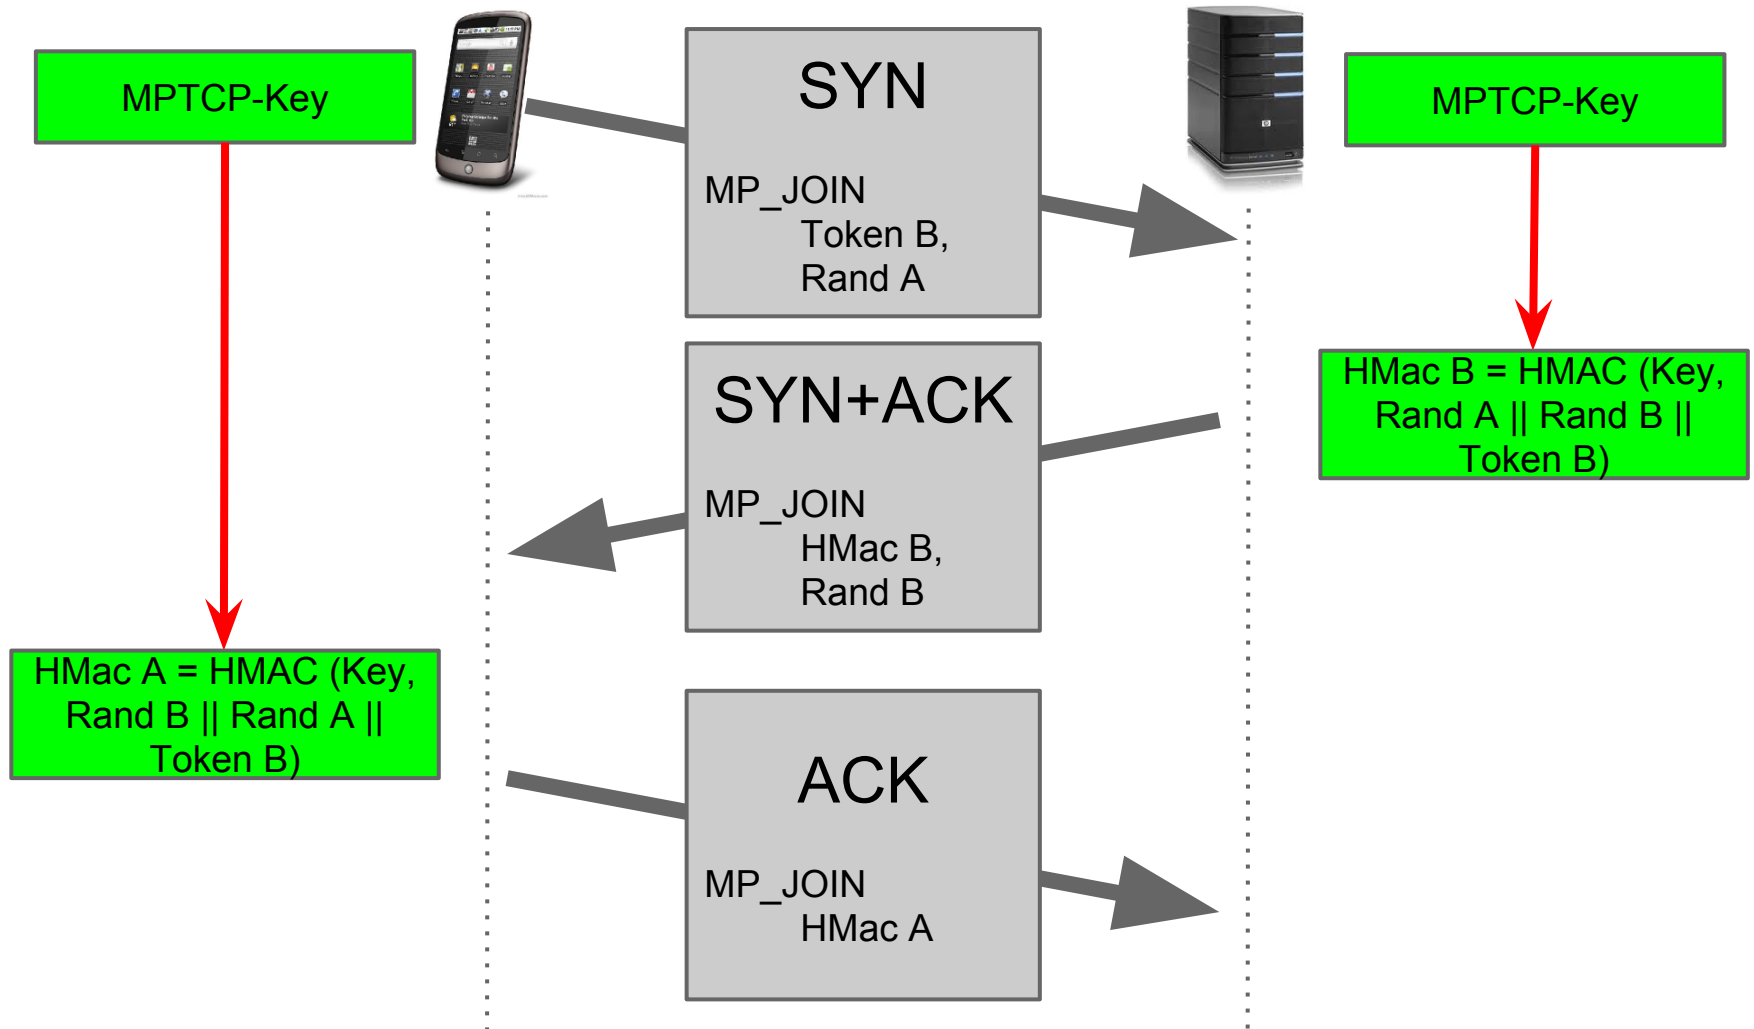 MPTCP-Key
SYN
MP_JOIN
Token B,
Rand A
MPTCP-Key
HMac B = HMAC (Key,
Rand A || Rand B ||
Token B)
SYN+ACK
MP_JOIN
HMac B,
Rand B
HMac A = HMAC (Key,
Rand B || Rand A ||
Token B)
ACK
MP_JOIN
HMac A